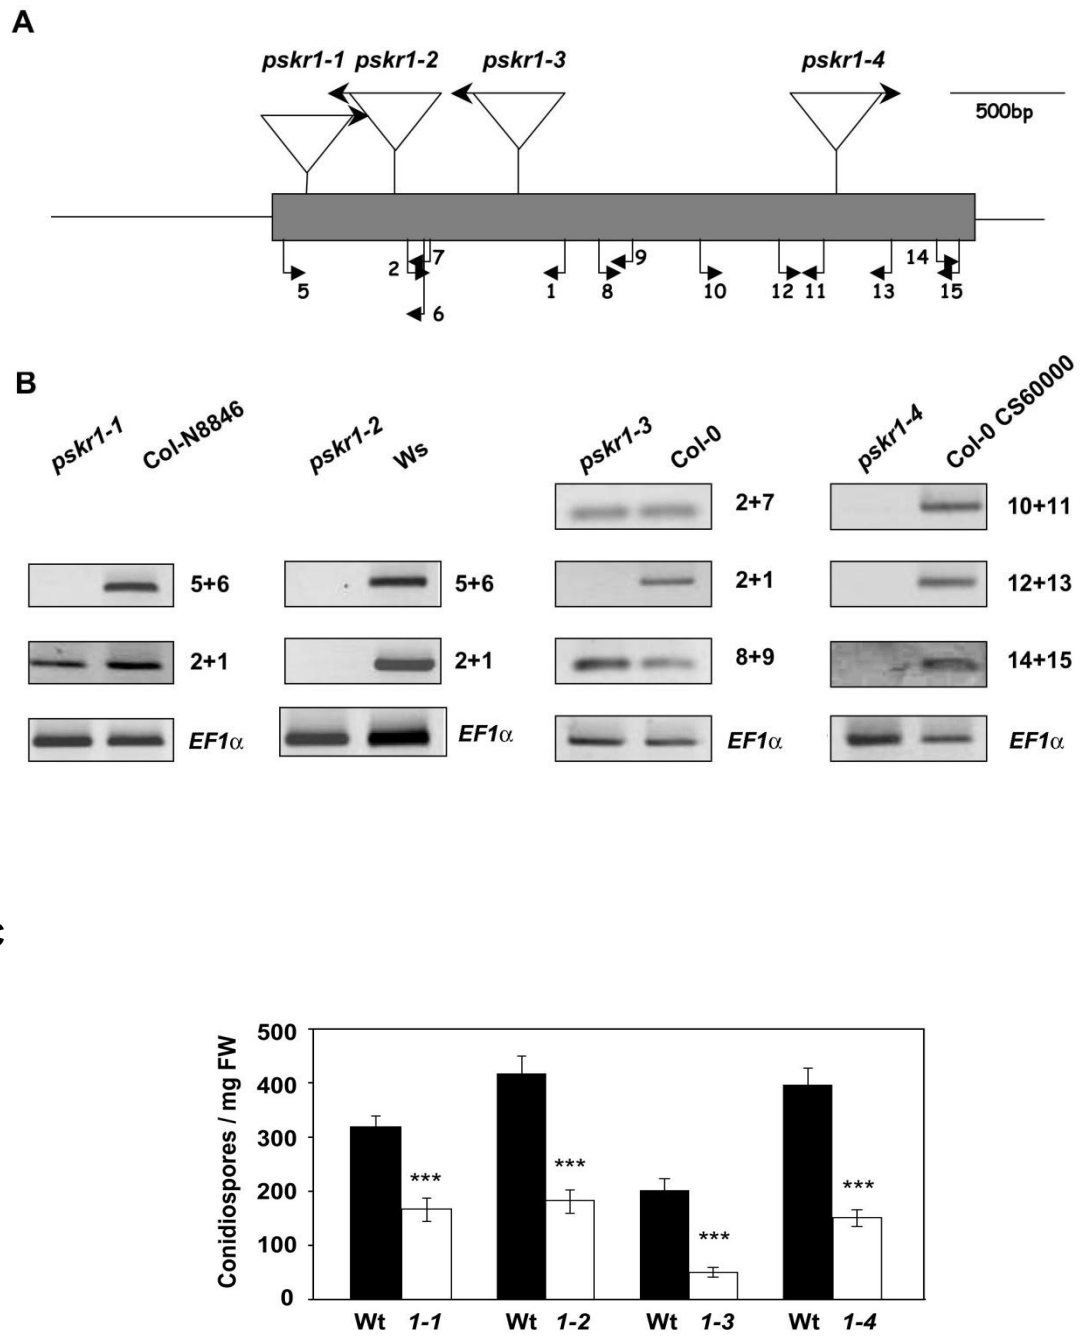 A
pskr1-1 pskr1-2 pskr1-3 pskr1-4
500bp
5 2 7 6 1 8 9 10 12 11 13 14 15
B
pskr1-1 Col-N8846 pskr1-2 Ws pskr1-3 Col-0 pskr1-4 Col-0 CS60000
2+7 10+11
5+6 5+6 2+1 12+13
2+1 2+1 8+9 14+15
EF1α EF1α EF1α EF1α
C
Conidiospores / mg FW
500
400
300
200
100
0
*** *** *** ***
Wt 1-1 Wt 1-2 Wt 1-3 Wt 1-4